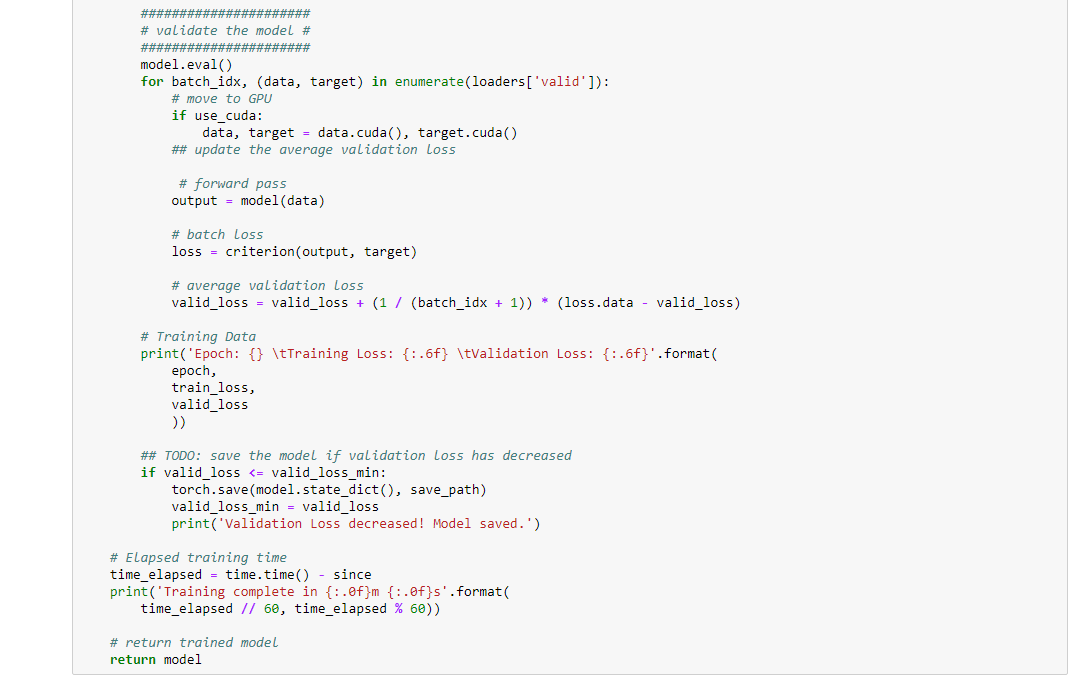 ######################
# validate the model #
######################
model.eval()
for batch_idx, (data, target) in enumerate(loaders['valid']):
# move to GPU
if use_cuda:
data, target = data.cuda(), target.cuda()
## update the average validation loss
# forward pass
output = model(data)
# batch loss
loss = criterion(output, target)
# average validation loss
valid_loss = valid_loss + (1 / (batch_idx + 1)) * (loss.data - valid_loss)
# Training Data
print('Epoch: {} \tTraining Loss: {:.6f} \tValidation Loss: {:.6f}'.format(
epoch,
train_loss,
valid_loss
))
## TODO: save the model if validation loss has decreased
if valid_loss <= valid_loss_min:
torch.save(model.state_dict(), save_path)
valid_loss_min = valid_loss
print('Validation Loss decreased! Model saved.')
# Elapsed training time
time_elapsed = time.time() - since
print('Training complete in {:.0f}m {:.0f}s'.format(
time_elapsed // 60, time_elapsed % 60))
# return trained model
return model